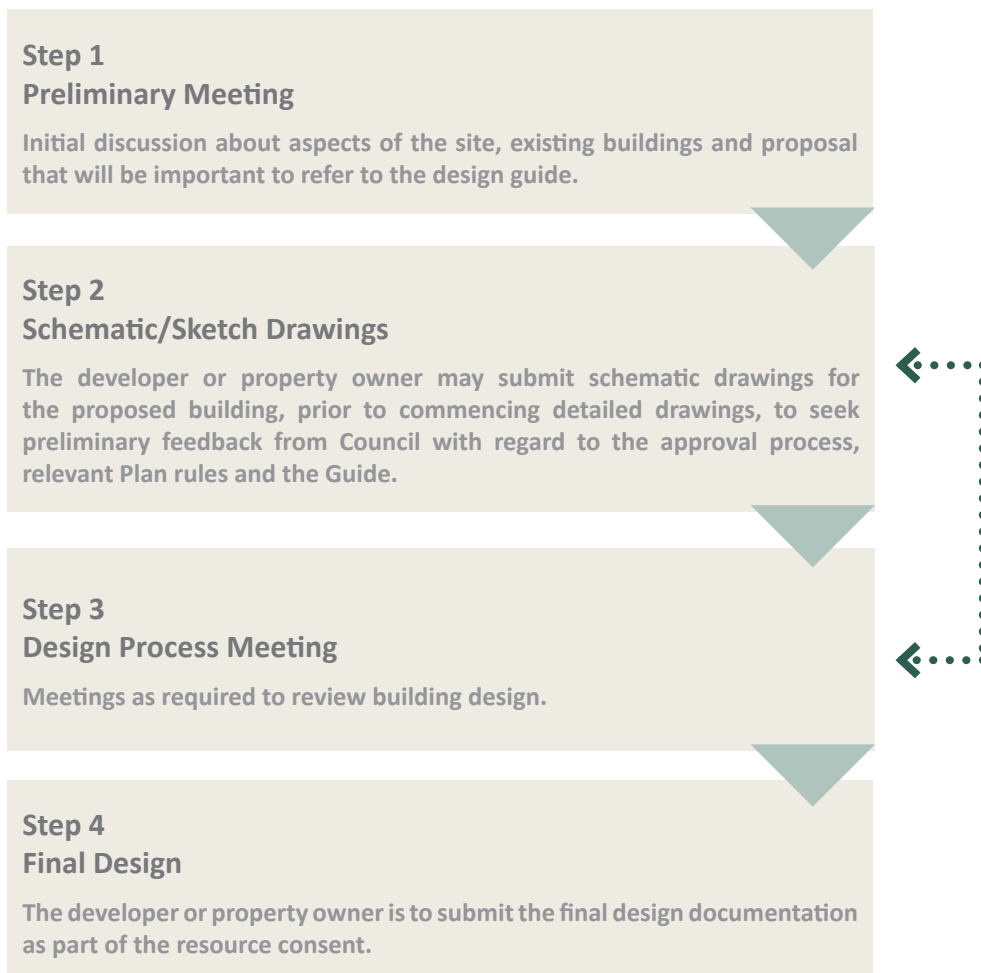 Step 1
Preliminary Meeting
Initial discussion about aspects of the site, existing buildings and proposal
that will be important to refer to the design guide.
Step 2
Schematic/Sketch Drawings
The developer or property owner may submit schematic drawings for
the proposed building, prior to commencing detailed drawings, to seek
preliminary feedback from Council with regard to the approval process,
relevant Plan rules and the Guide.
Step 3
Design Process Meeting
Meetings as required to review building design.
Step 4
Final Design
The developer or property owner is to submit the final design documentation
as part of the resource consent.